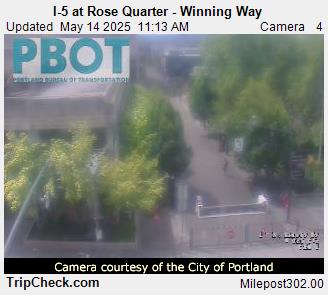 I-5 at Rose Quarter - Winning Way
Updated May 14 2025 11:13 AM Camera 4
PBOT
PORTLAND BUREAU OF TRANSPORTATION
Camera courtesy of the City of Portland
TripCheck.com Milepost302.00